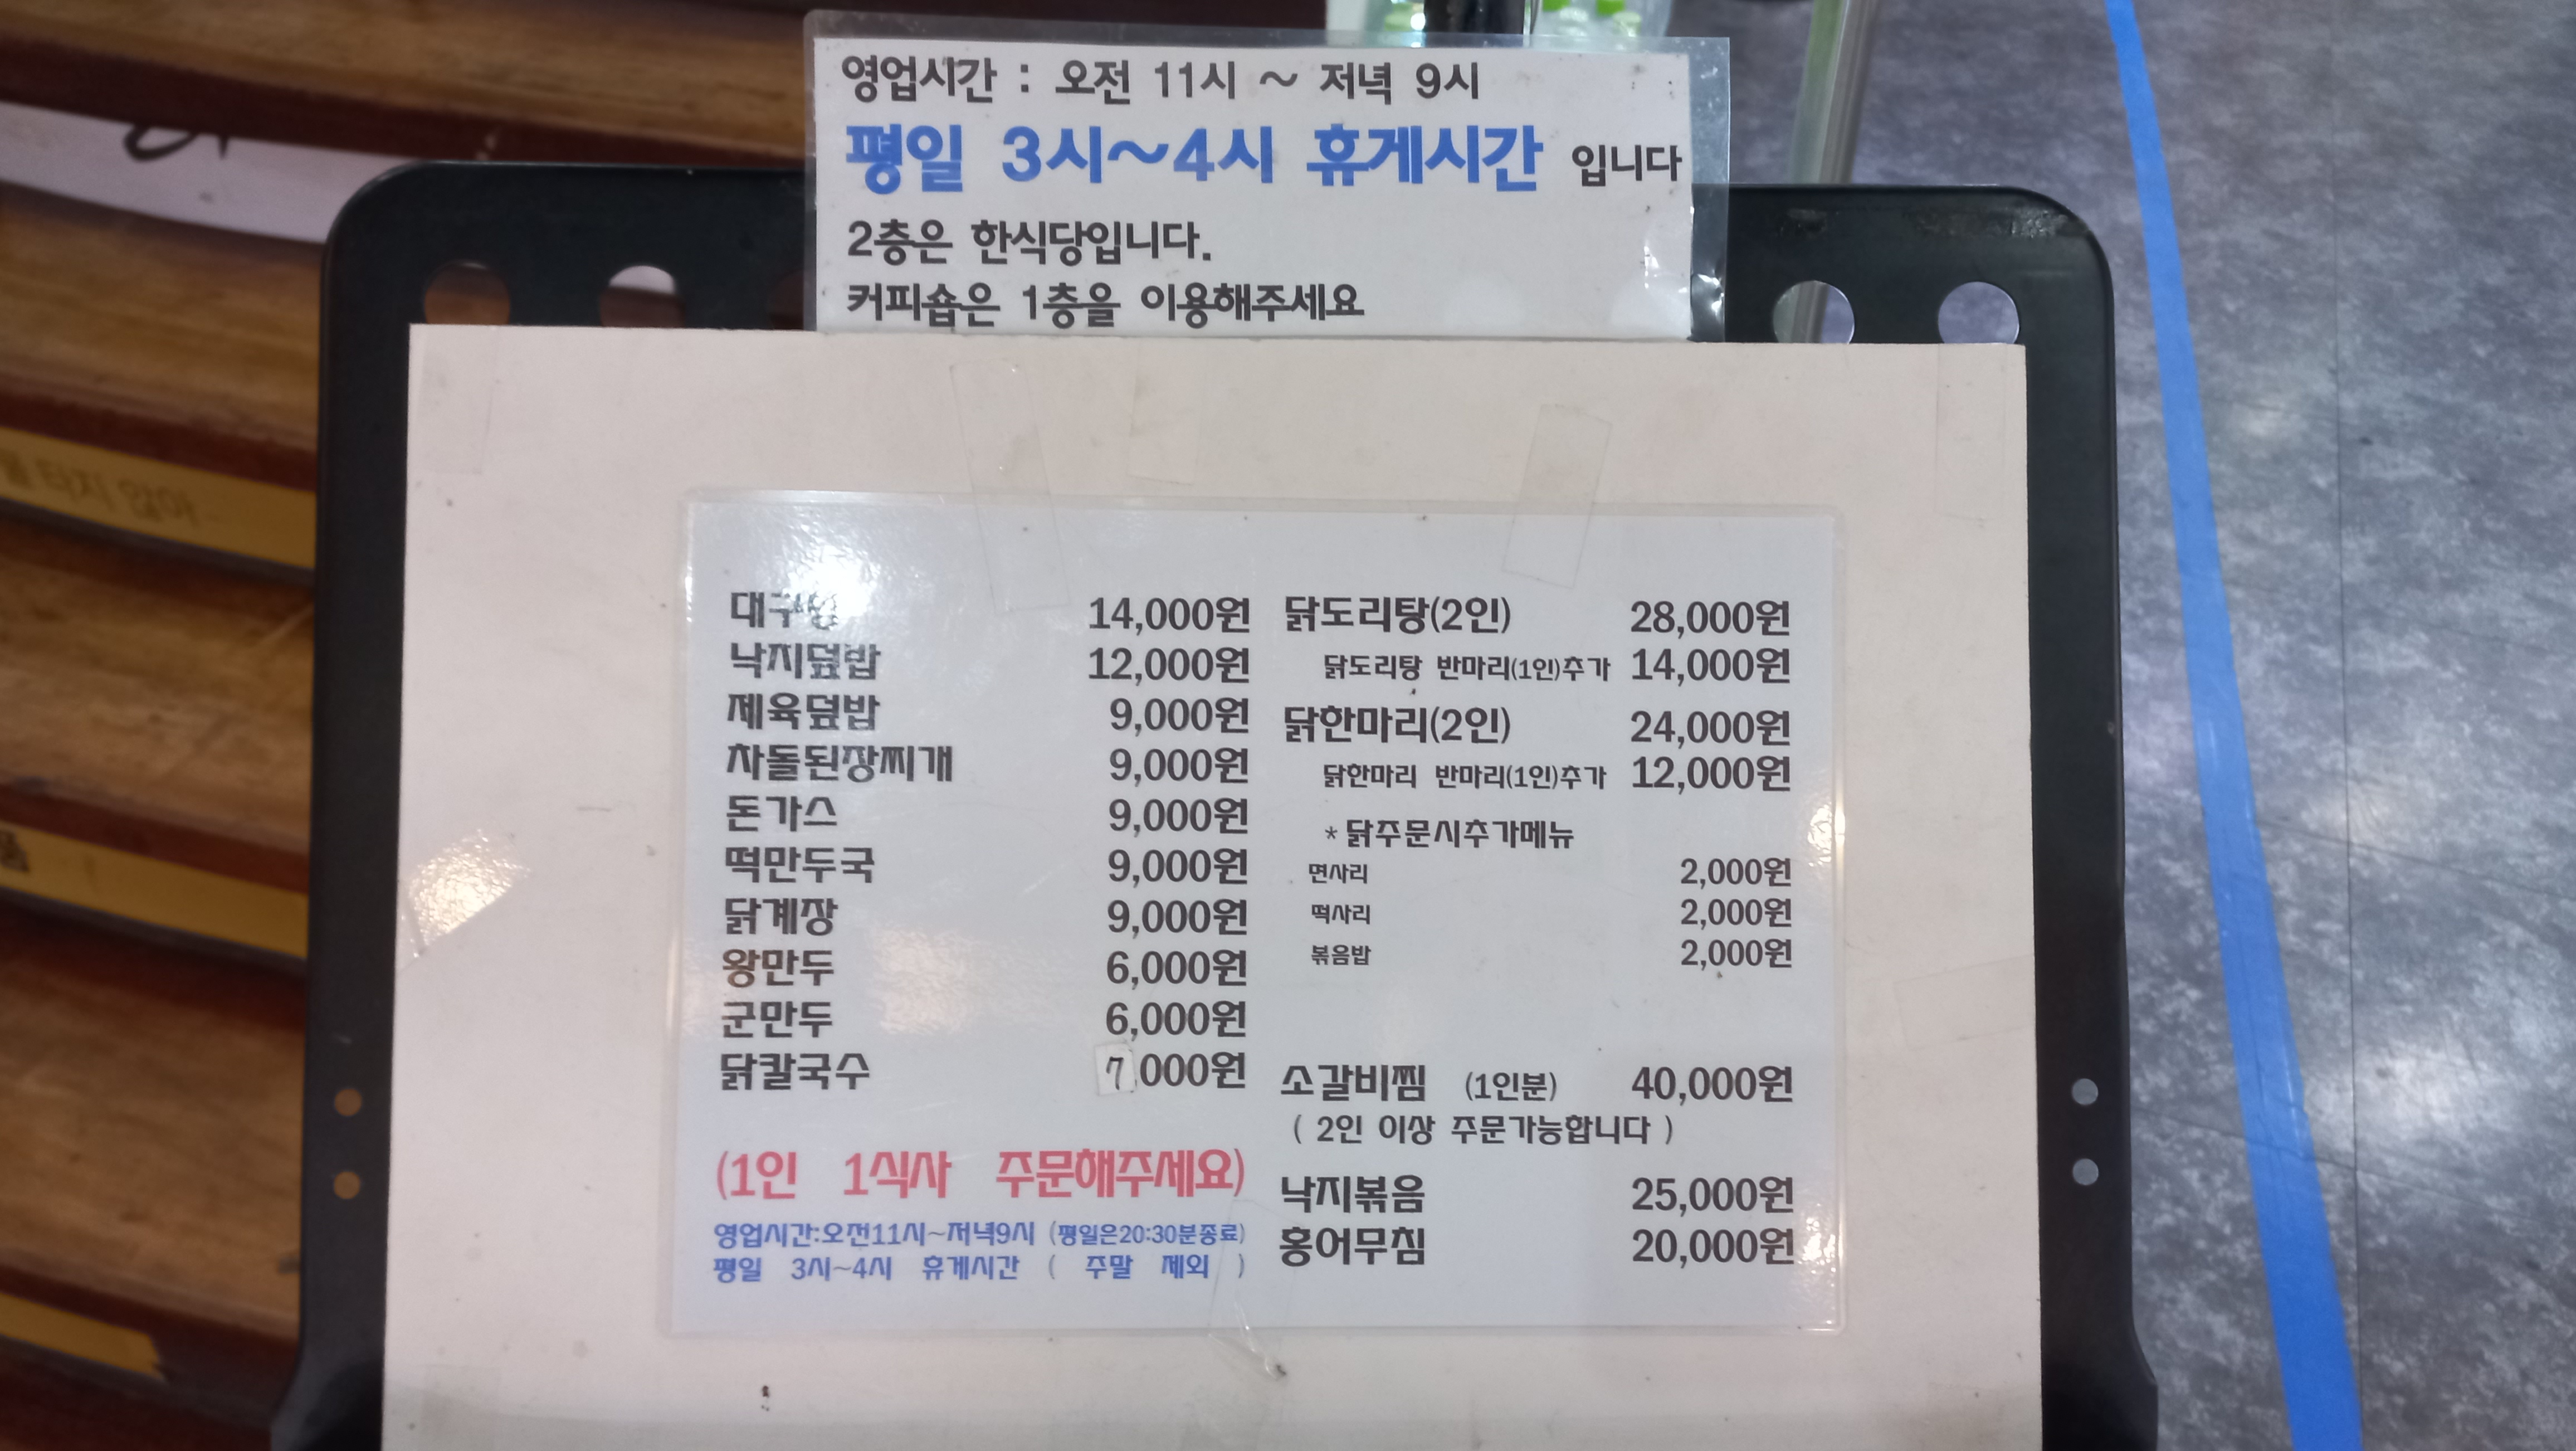 영업시간 : 오전 11시 ~ 저녁 9시
평일 3시~4시 휴게시간 입니다
2층은 한식당입니다.
커피숍은 1층을 이용해주세요
14,000원
낙지덮밥 12,000원
제육덮밥 9,000원
차돌된장찌개 9,000원
돈가스 9,000원
떡만두국 9,000원
닭계장 9,000원
왕만두 6,000원
군만두 6,000원
닭칼국수 7,000원
(1인 1식사 주문해주세요)
영업시간:오전11시~저녁9시 (평일은20:30분종료)
평일 3시~4시 휴게시간 ( 주말 제외 )
닭도리탕(2인) 28,000원
닭도리탕 반마리(1인)추가 14,000원
닭한마리(2인) 24,000원
닭한마리 반마리(1인)추가 12,000원
*닭주문시추가메뉴
면사리 2,000원
떡사리 2,000원
볶음밥 2,000원
소갈비찜 (1인분) 40,000원
( 2인 이상 주문가능합니다 )
낙지볶음 25,000원
홍어무침 20,000원
타지 않아